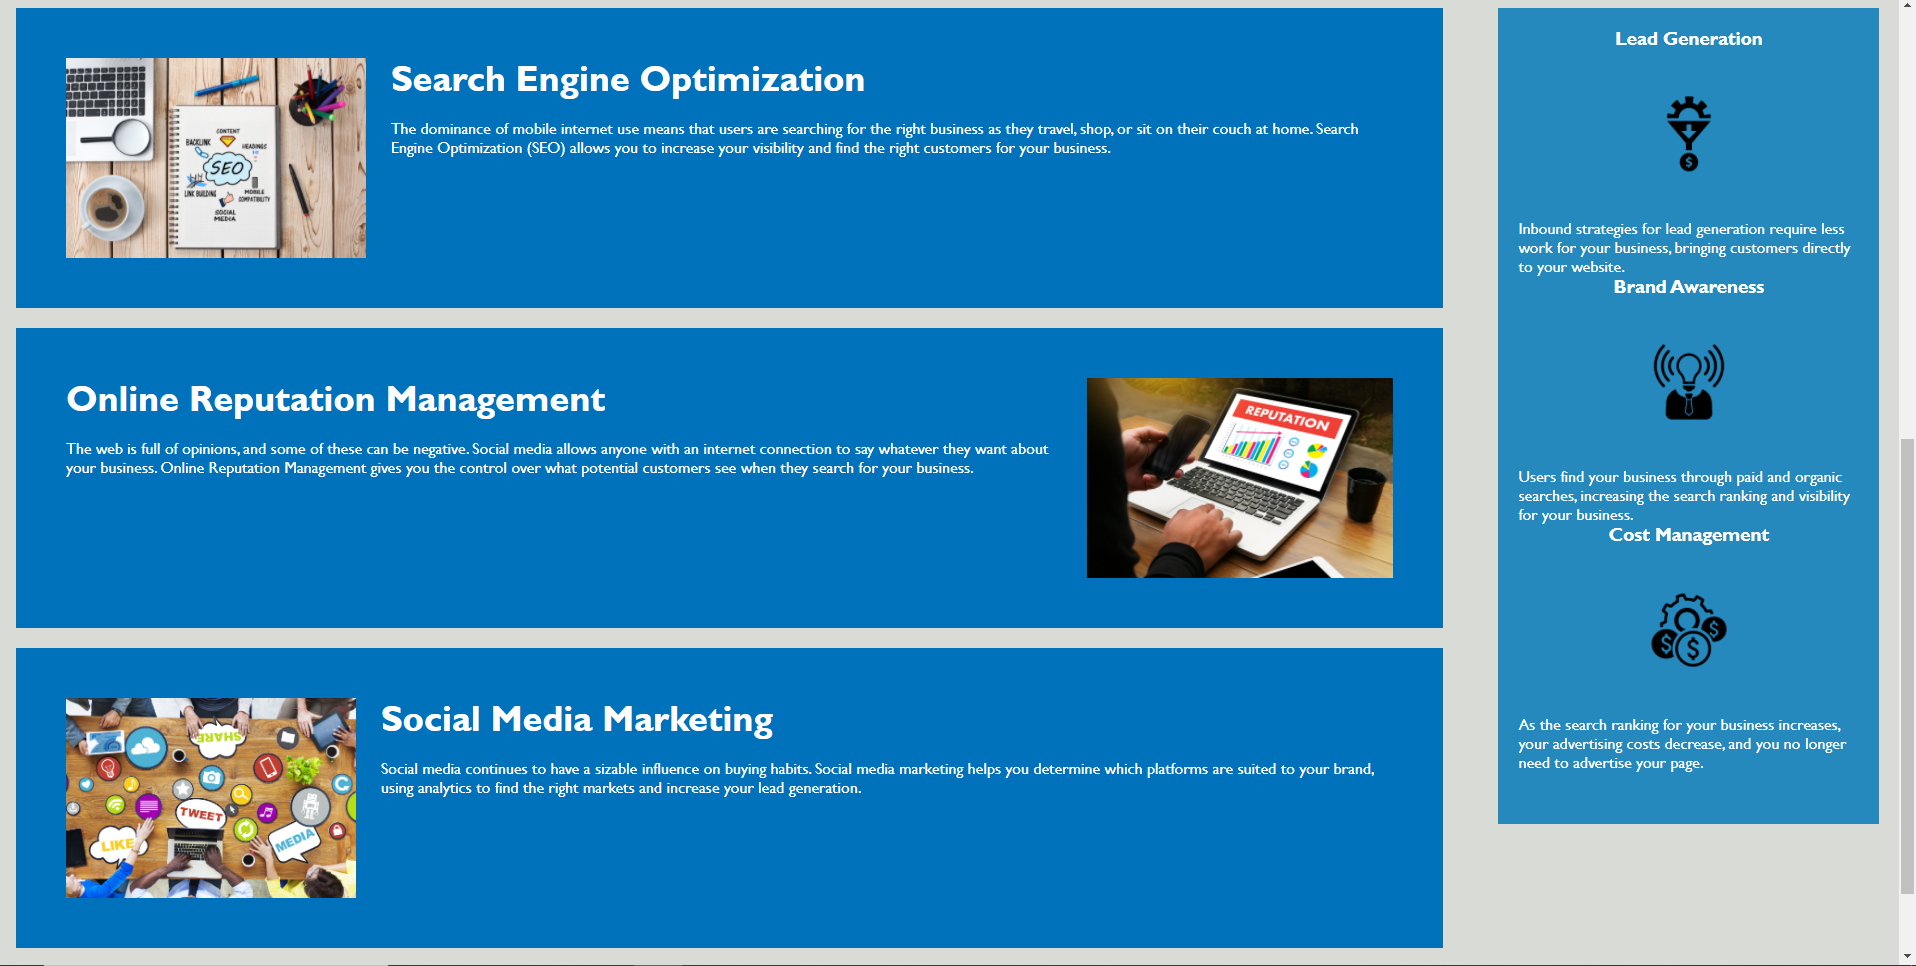 Search Engine Optimization
The dominance of mobile internet use means that users are searching for the right business as they travel, shop, or sit on their couch at home. Search
Engine Optimization (SEO) allows you to increase your visibility and find the right customers for your business.
CONTENT
BACKLINK
HEADINGS
SEO
LINK BUILDING
MOBILE
COMPATIBILITY
SOCIAL
MEDIA
Online Reputation Management
The web is full of opinions, and some of these can be negative. Social media allows anyone with an internet connection to say whatever they want about
your business. Online Reputation Management gives you the control over what potential customers see when they search for your business.
REPUTATION
Social Media Marketing
Social media continues to have a sizable influence on buying habits. Social media marketing helps you determine which platforms are suited to your brand,
using analytics to find the right markets and increase your lead generation.
SHARE
TWEET
LIKE
MEDIA
Lead Generation
$
Inbound strategies for lead generation require less
work for your business, bringing customers directly
to your website.
Brand Awareness
Users find your business through paid and organic
searches, increasing the search ranking and visibility
for your business.
Cost Management
$ $ $
As the search ranking for your business increases,
your advertising costs decrease, and you no longer
need to advertise your page.